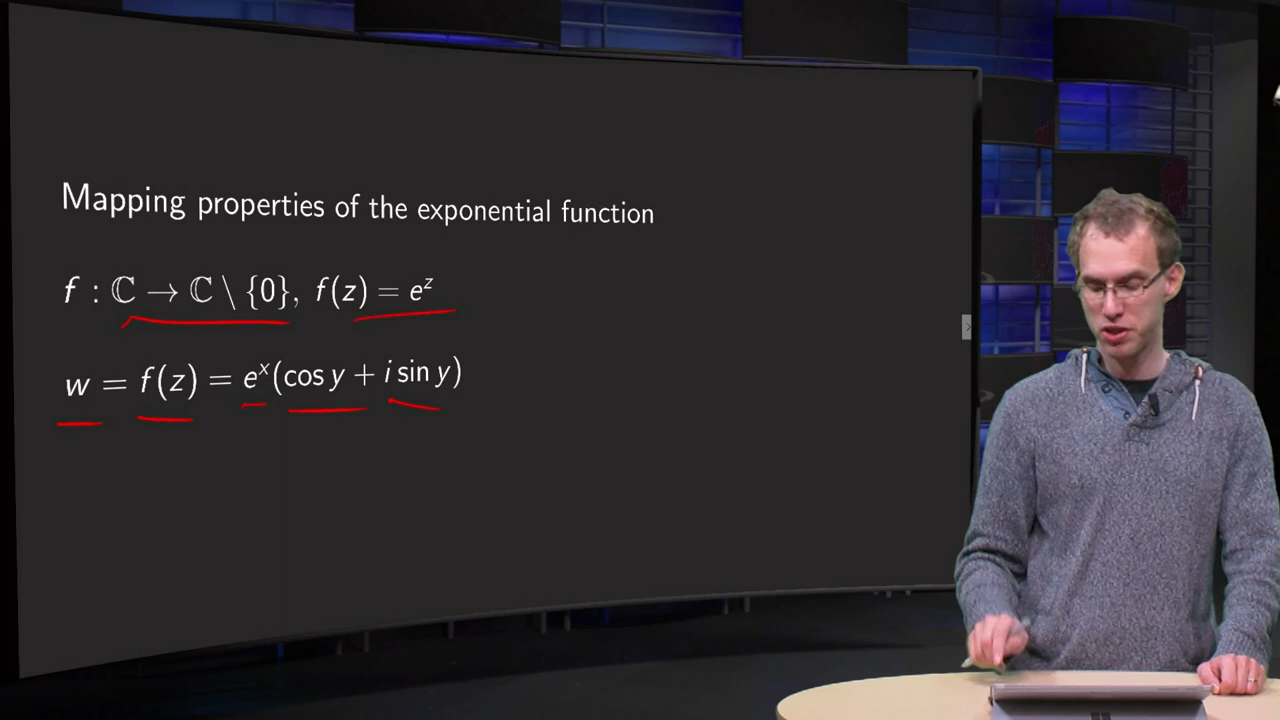 Mapping properties of the exponential function
f : ℂ → ℂ \ {0}, f(z) = e^z
w = f(z) = e^x(cos y + i sin y)